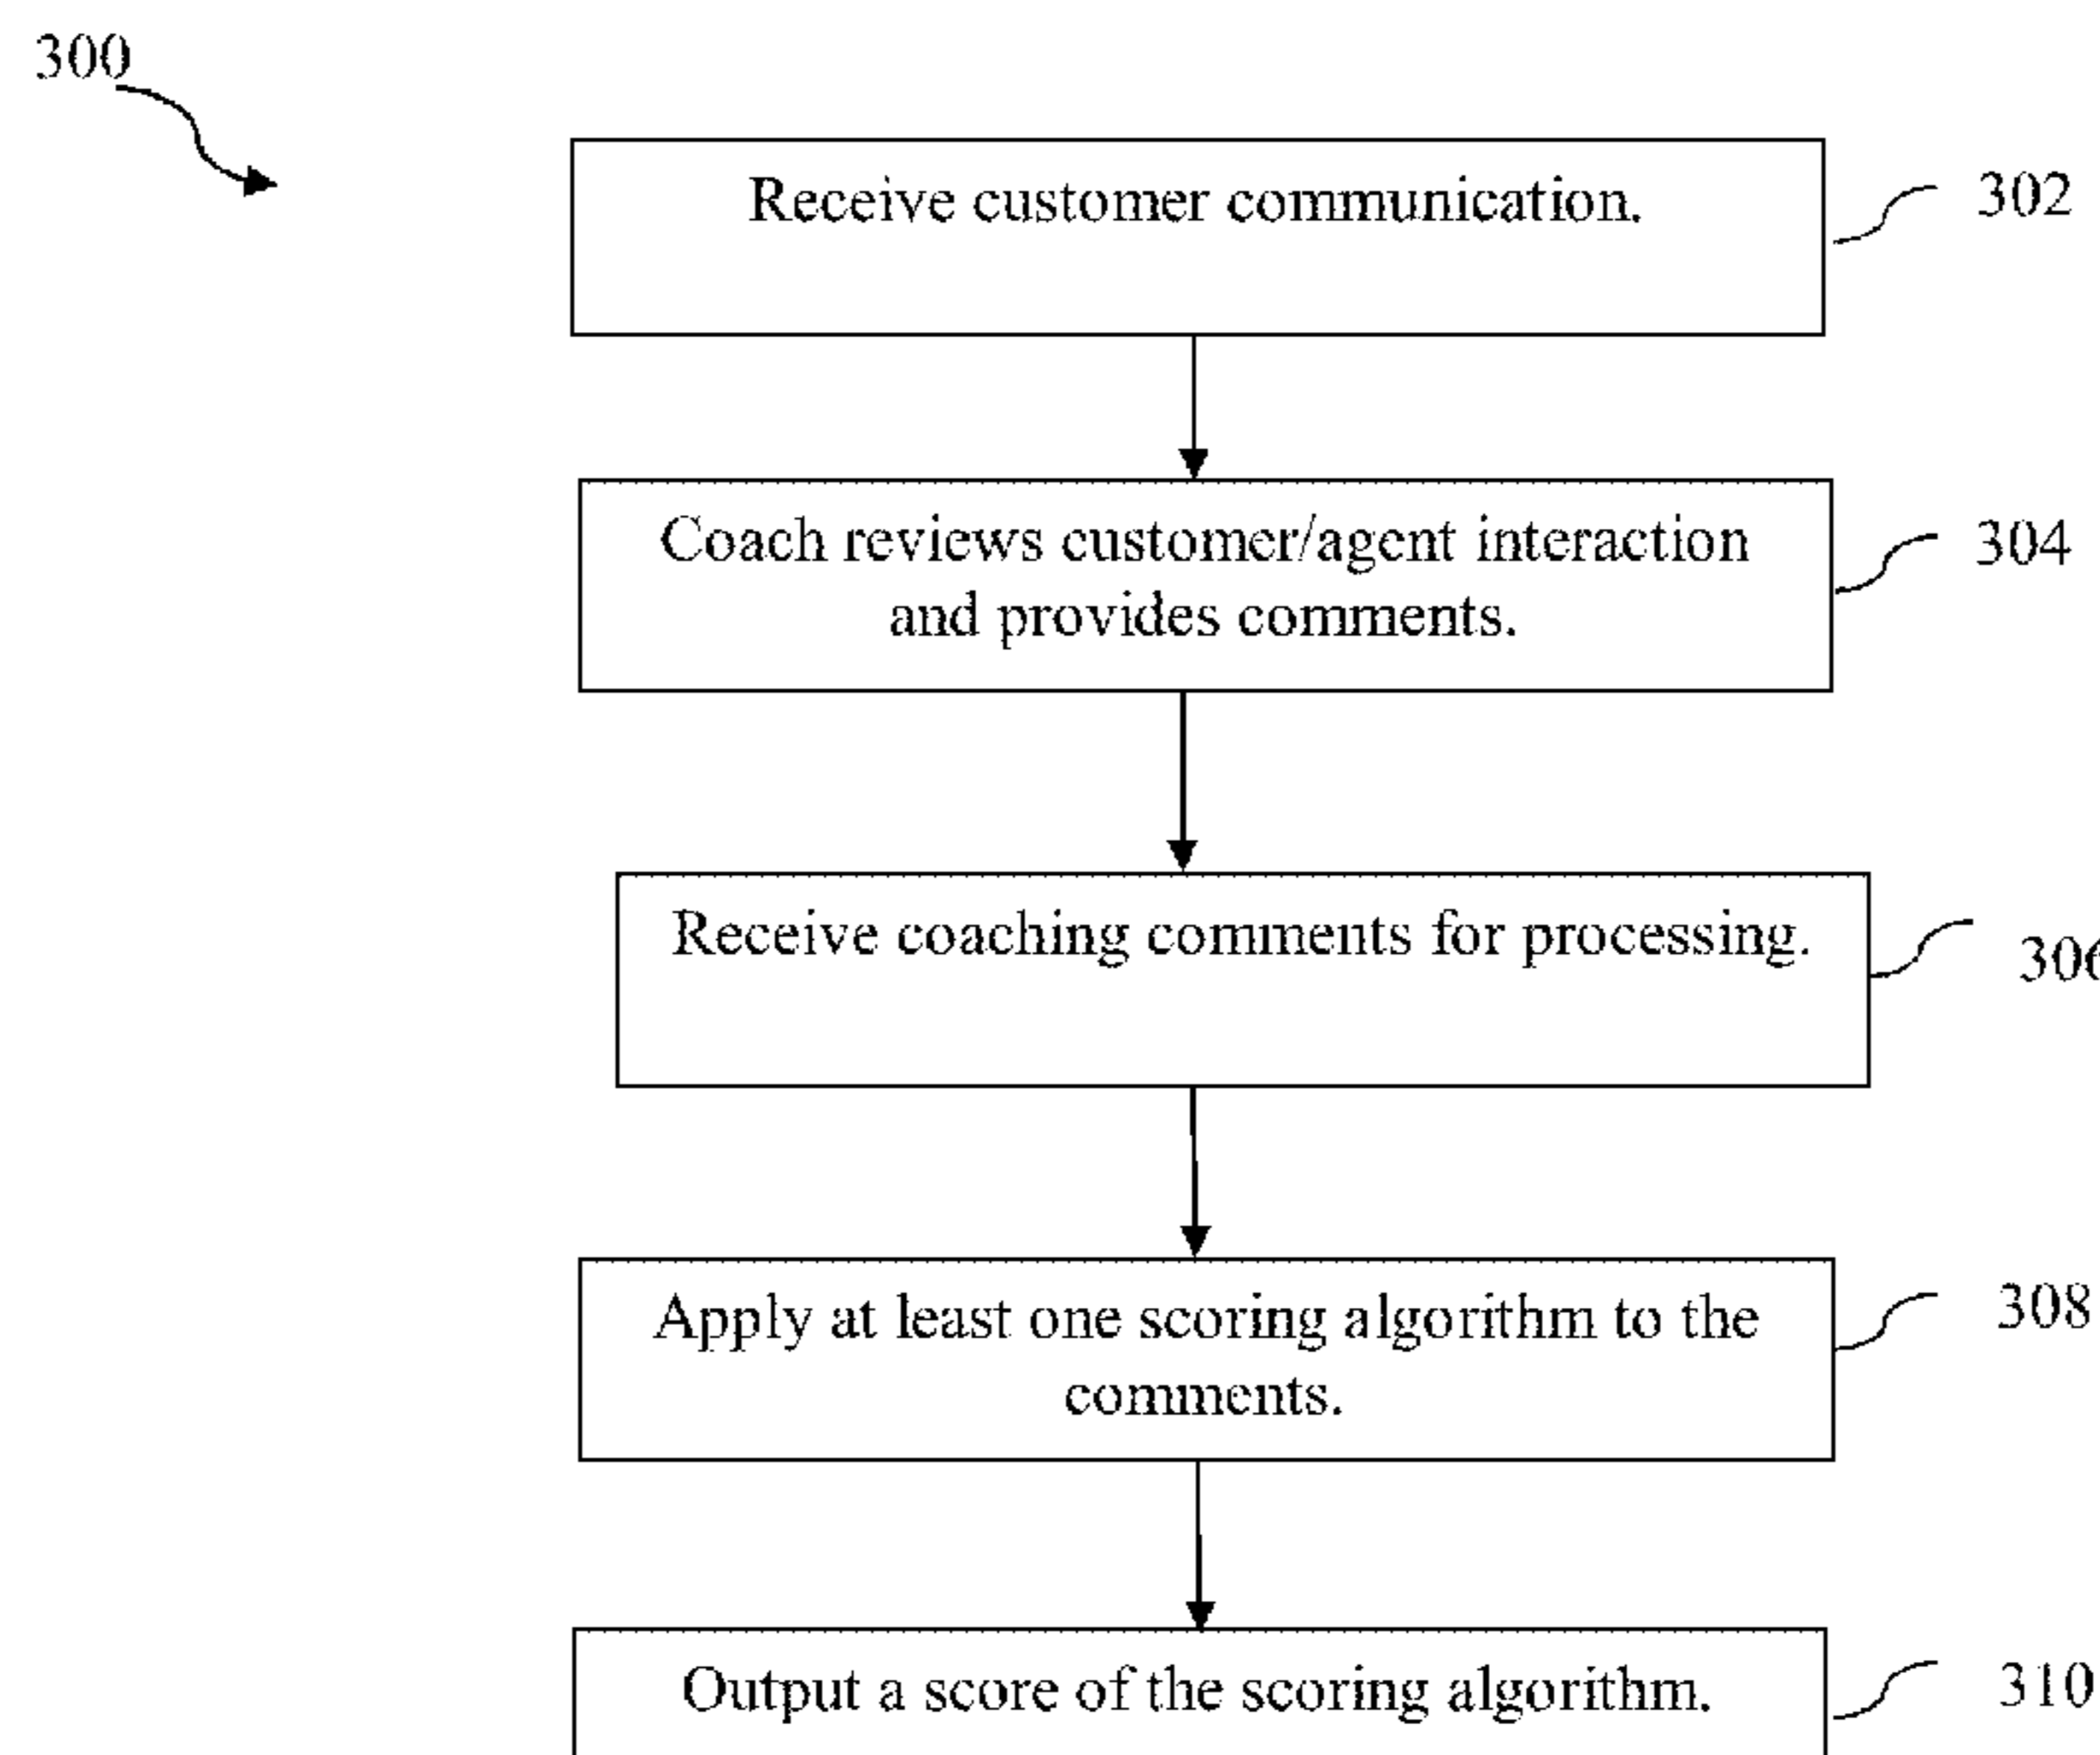 300
Receive customer communication.
302
Coach reviews customer/agent interaction
and provides comments.
304
Receive coaching comments for processing.
306
Apply at least one scoring algorithm to the
comments.
308
Output a score of the scoring algorithm.
310